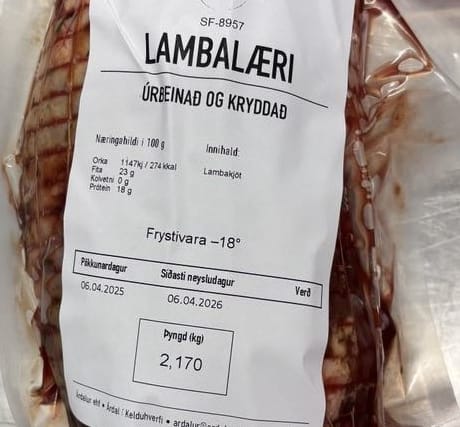 SF-8957
LAMBALÆRI
ÚRBEINAÐ OG KRYDDAÐ
Næringahildi í 100 g
Innihald:
Orka 1147kj / 274 kkal
Fita 23 g
Kolvetni 0 g
Prótein 18 g
Lambakjöt
Frystivara –18°
Pökkunardagur Síðasti neysludagur Verð
06.04.2025 06.04.2026
Þyngd (kg)
2,170
Árdalur ehf • Árdal í Kelduhverfi •